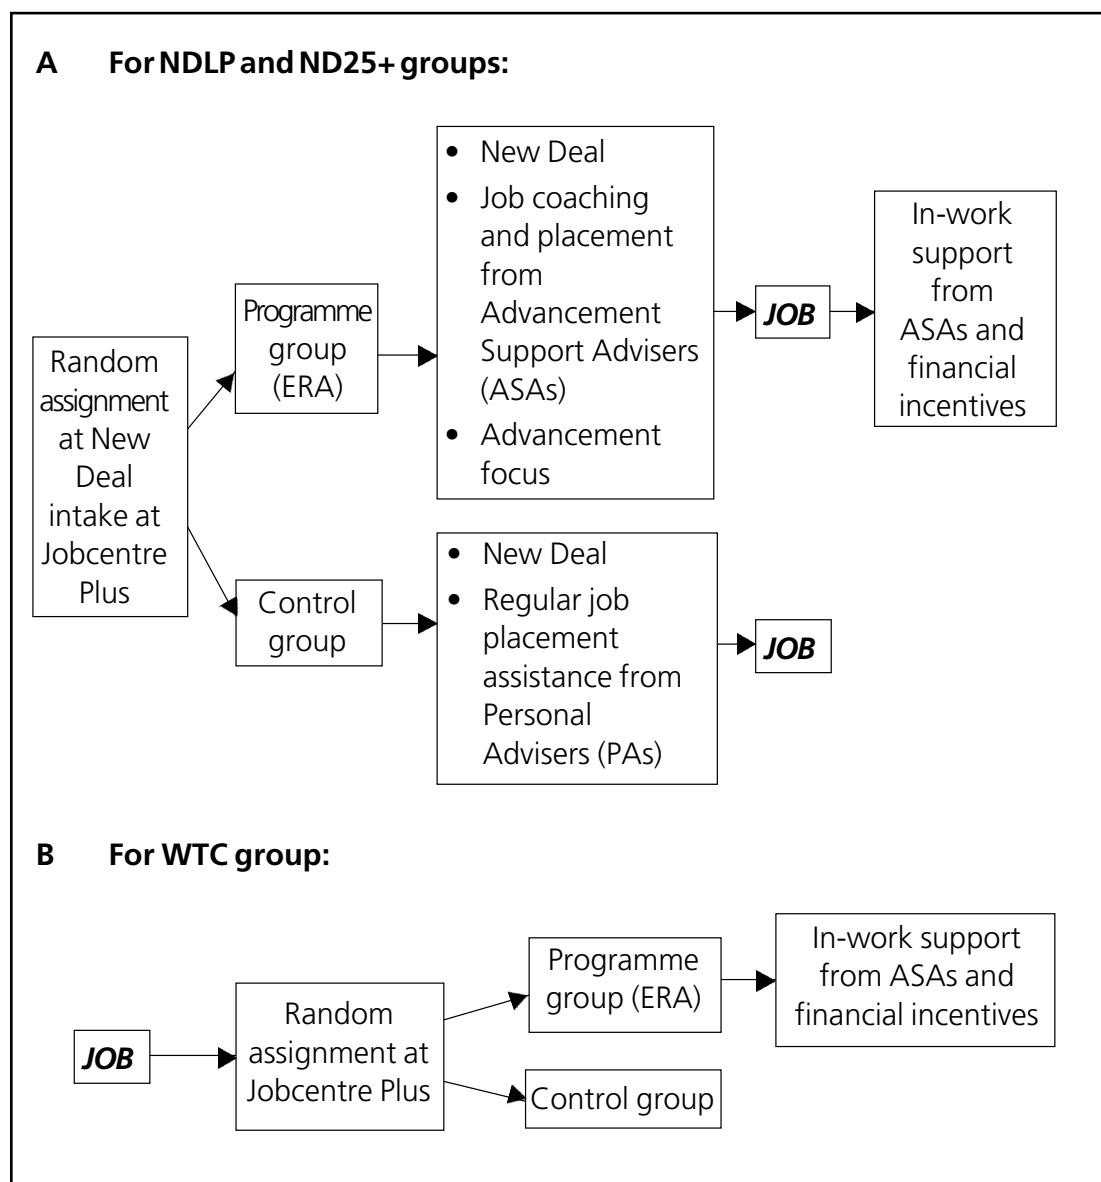 A For NDLP and ND25+ groups:
Random
assignment
at New
Deal
intake at
Jobcentre
Plus
Programme
group
(ERA)
• New Deal
• Job coaching
and placement
from
Advancement
Support Advisers
(ASAs)
• Advancement
focus
JOB
In-work
support
from
ASAs and
financial
incentives
Control
group
• New Deal
• Regular job
placement
assistance from
Personal
Advisers (PAs)
JOB
B For WTC group:
JOB
Random
assignment at
Jobcentre Plus
Programme
group (ERA)
In-work support
from ASAs and
financial incentives
Control group